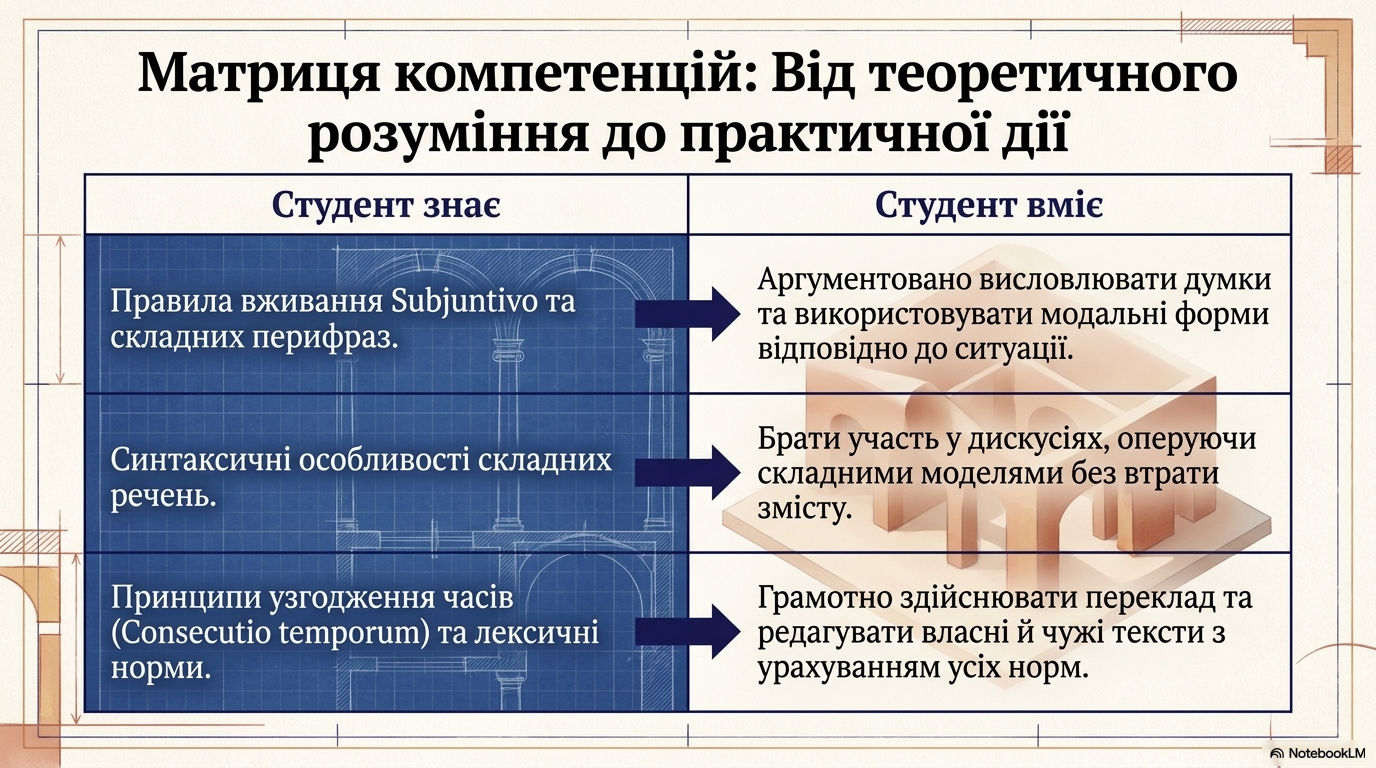 Матриця компетенцій: Від теоретичного
розуміння до практичної дії
Студент знає
Студент вміє
Правила вживання Subjuntivo та
складних перифраз.
Аргументовано висловлювати думки
та використовувати модальні форми
відповідно до ситуації.
Синтаксичні особливості складних
речень.
Брати участь у дискусіях, оперуючи
складними моделями без втрати
змісту.
Принципи узгодження часів
(Consecutio temporum) та лексичні
норми.
Грамотно здійснювати переклад та
редагувати власні й чужі тексти з
урахуванням усіх норм.
NotebookLM